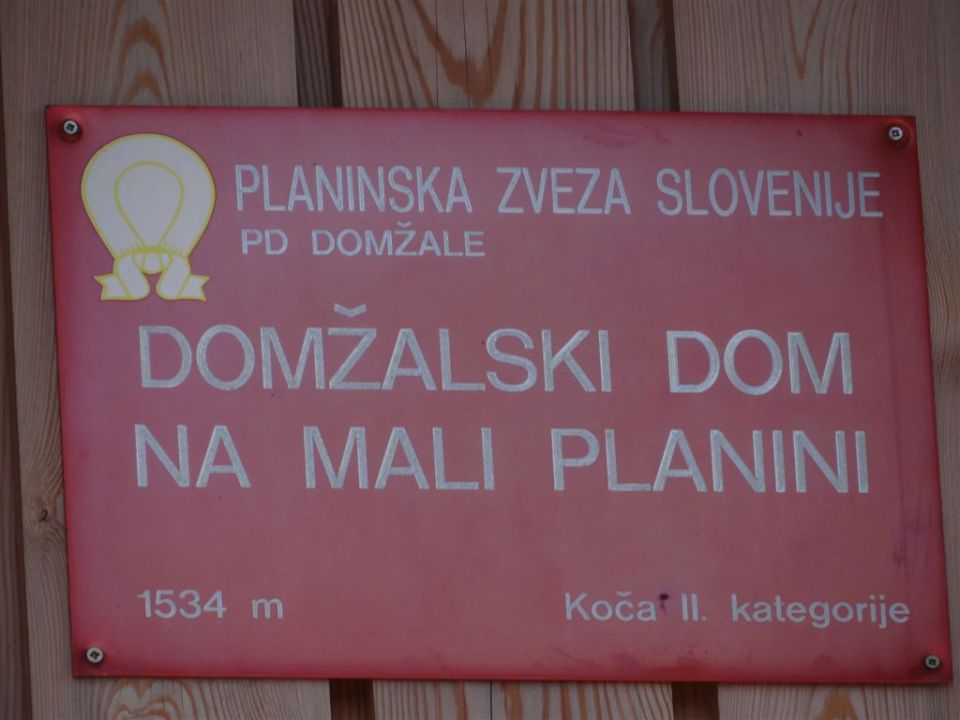 PLANINSKA ZVEZA SLOVENIJE
PD DOMŽALE
DOMŽALSKI DOM
NA MALI PLANINI
1534 m Koča II. kategorije